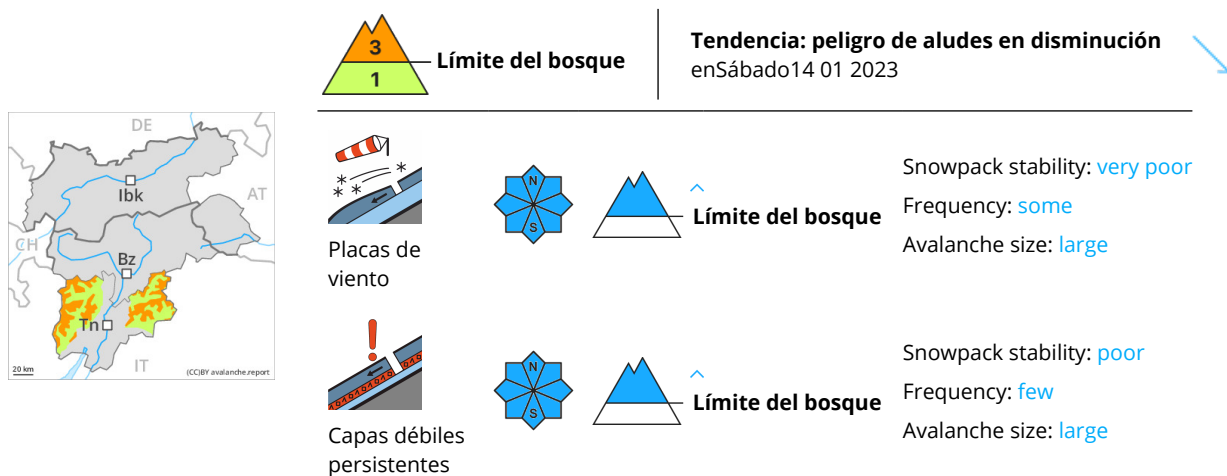 3
1
Límite del bosque
Tendencia: peligro de aludes en disminución
enSábado14 01 2023
DE
AT
CH
IT
Ibk
Bz
Tn
20 km
(CC)BY avalanche.report
Placas de
viento
N
S
Límite del bosque
Snowpack stability: very poor
Frequency: some
Avalanche size: large
Capas débiles
persistentes
N
S
Límite del bosque
Snowpack stability: poor
Frequency: few
Avalanche size: large